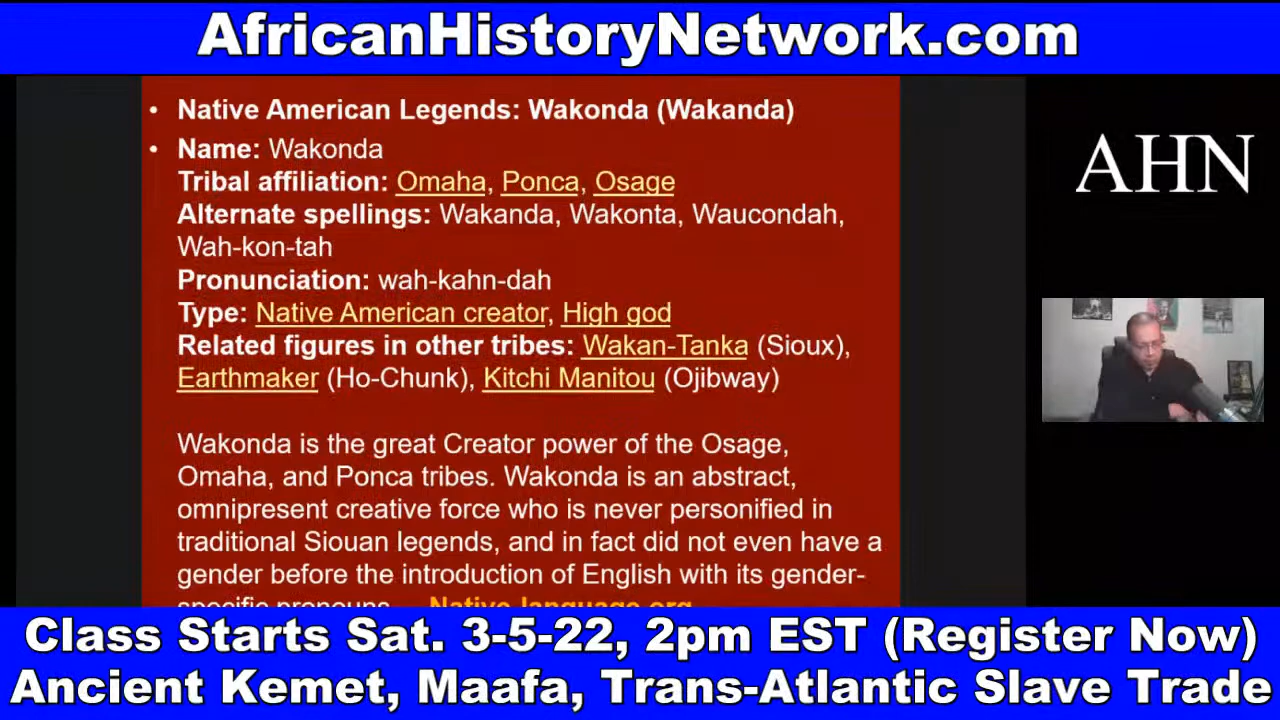 AfricanHistoryNetwork.com
• Native American Legends: Wakonda (Wakanda)
• Name: Wakonda
Tribal affiliation: Omaha, Ponca, Osage
Alternate spellings: Wakanda, Wakonta, Waucondah,
Wah-kon-tah
Pronunciation: wah-kahn-dah
Type: Native American creator, High god
Related figures in other tribes: Wakan-Tanka (Sioux),
Earthmaker (Ho-Chunk), Kitchi Manitou (Ojibway)
Wakonda is the great Creator power of the Osage,
Omaha, and Ponca tribes. Wakonda is an abstract,
omnipresent creative force who is never personified in
traditional Siouan legends, and in fact did not even have a
gender before the introduction of English with its gender-
specific pronouns. Native-language.org
AHN
Class Starts Sat. 3-5-22, 2pm EST (Register Now)
Ancient Kemet, Maafa, Trans-Atlantic Slave Trade